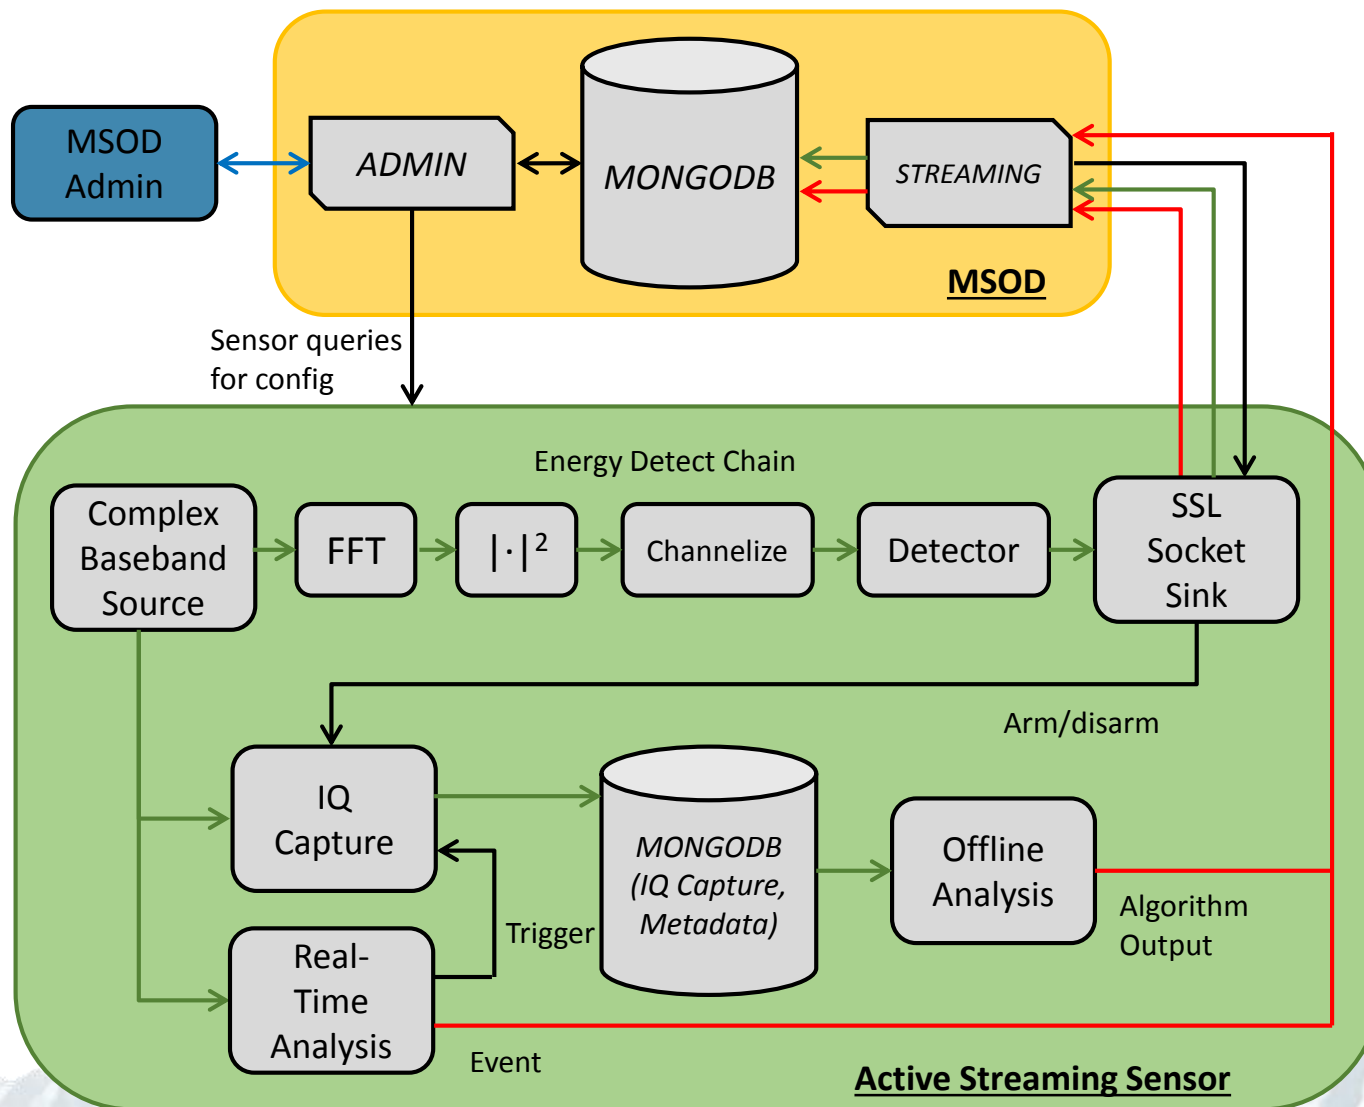 MSOD
Admin
ADMIN
MONGODB
STREAMING
MSOD
Sensor queries
for config
Energy Detect Chain
Complex
Baseband
Source
FFT
|·|²
Channelize
Detector
SSL
Socket
Sink
Arm/disarm
IQ
Capture
MONGODB
(IQ Capture,
Metadata)
Offline
Analysis
Algorithm
Output
Trigger
Real-
Time
Analysis
Event
Active Streaming Sensor